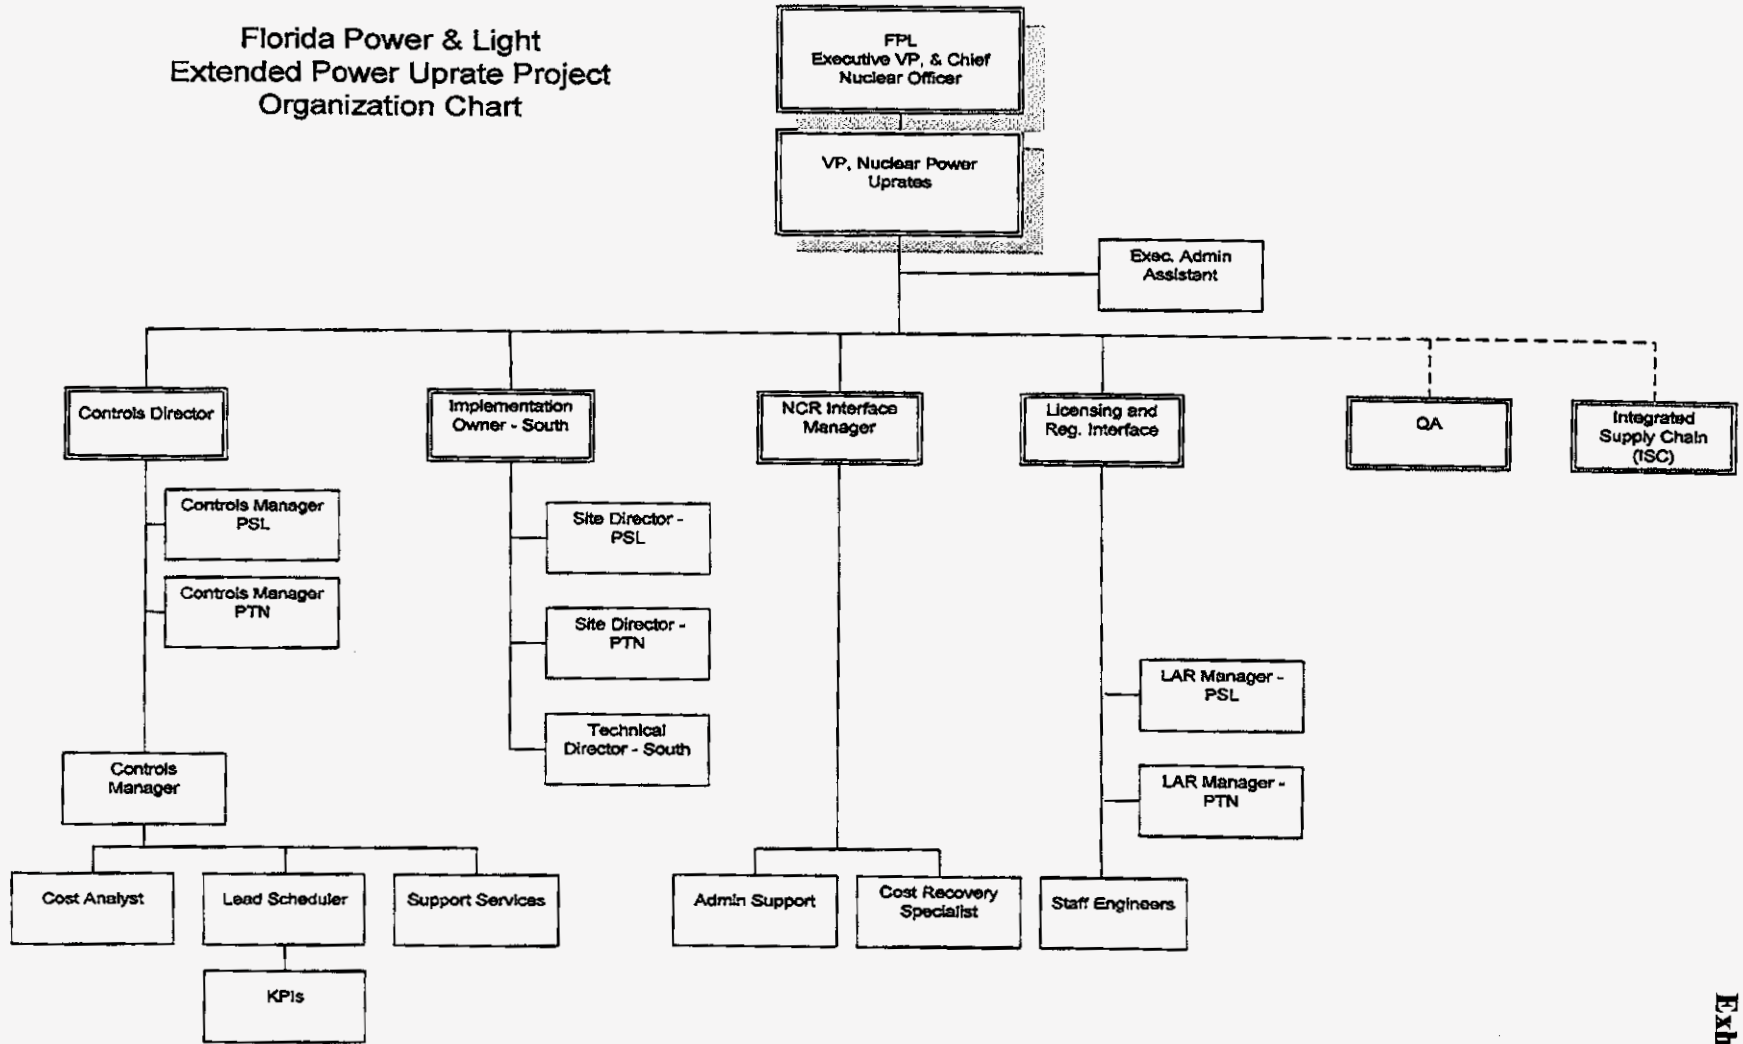 Florida Power & Light
Extended Power Uprate Project
Organization Chart
FPL
Executive VP, & Chief
Nuclear Officer
VP, Nuclear Power
Uprates
Exec. Admin
Assistant
Controls Director
Implementation
Owner - South
NCR Interface
Manager
Licensing and
Reg. Interface
QA
Integrated
Supply Chain
(ISC)
Controls Manager
PSL
Controls Manager
PTN
Site Director -
PSL
Site Director -
PTN
Technical
Director - South
LAR Manager -
PSL
LAR Manager -
PTN
Controls
Manager
Cost Analyst
Lead Scheduler
Support Services
Admin Support
Cost Recovery
Specialist
Staff Engineers
KPIs